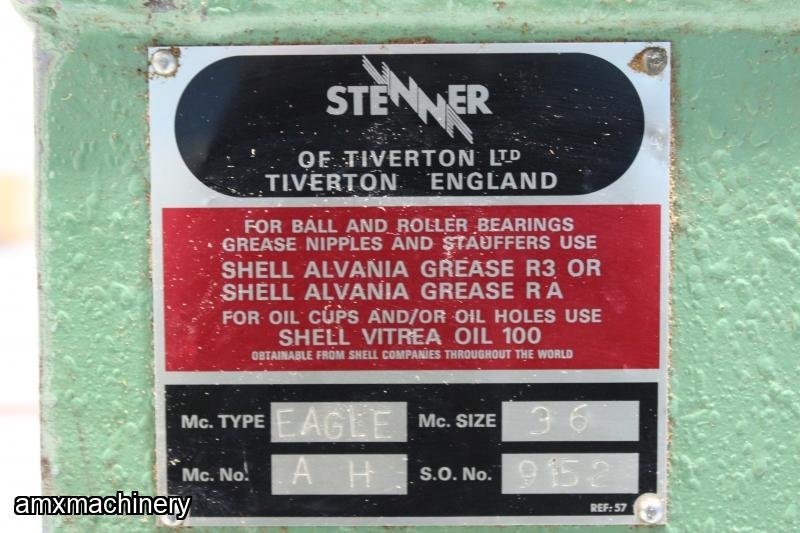 STENNER
OF TIVERTON LTD
TIVERTON ENGLAND
FOR BALL AND ROLLER BEARINGS
GREASE NIPPLES AND STAUFFERS USE
SHELL ALVANIA GREASE R3 OR
SHELL ALVANIA GREASE RA
FOR OIL CUPS AND/OR OIL HOLES USE
SHELL VITREA OIL 100
OBTAINABLE FROM SHELL COMPANIES THROUGHOUT THE WORLD
Mc. TYPE EAGLE Mc. SIZE 36
Mc. No. A H S.O. No. 9152
REF: 57
amxmachinery